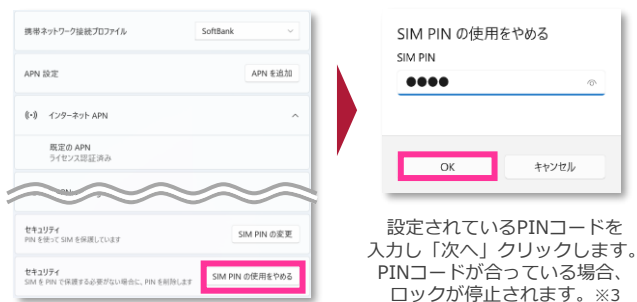 携帯ネットワーク接続プロファイル
SoftBank
APN 設定
APN を追加
インターネット APN
既定の APN
ライセンス認証済み
セキュリティ
PIN を使って SIM を保護しています
SIM PIN の変更
セキュリティ
SIM を PIN で保護する必要がない場合に、PIN を削除します
SIM PIN の使用をやめる
SIM PIN の使用をやめる
SIM PIN
OK
キャンセル
設定されているPINコードを
入力し「次へ」クリックします。
PINコードが合っている場合、
ロックが停止されます。※3